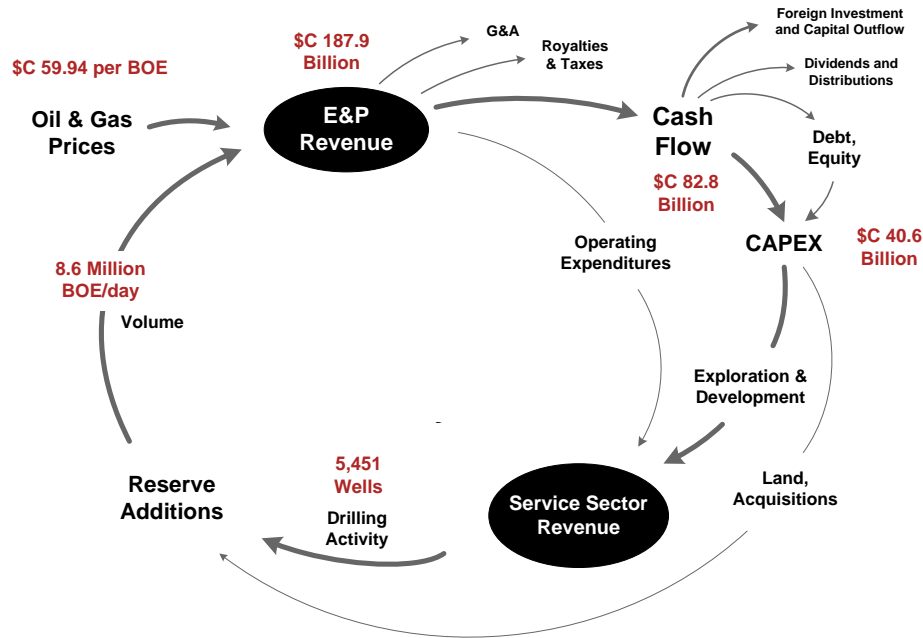 Foreign Investment
and Capital Outflow
G&A
$C 187.9
Billion
Royalties
& Taxes
$C 59.94 per BOE
Dividends and
Distributions
Oil & Gas
Prices
E&P
Revenue
Cash
Flow
Debt,
Equity
$C 82.8
Billion
CAPEX
$C 40.6
Billion
Operating
Expenditures
8.6 Million
BOE/day
Volume
Exploration &
Development
5,451
Wells
Reserve
Additions
Drilling
Activity
Service Sector
Revenue
Land,
Acquisitions